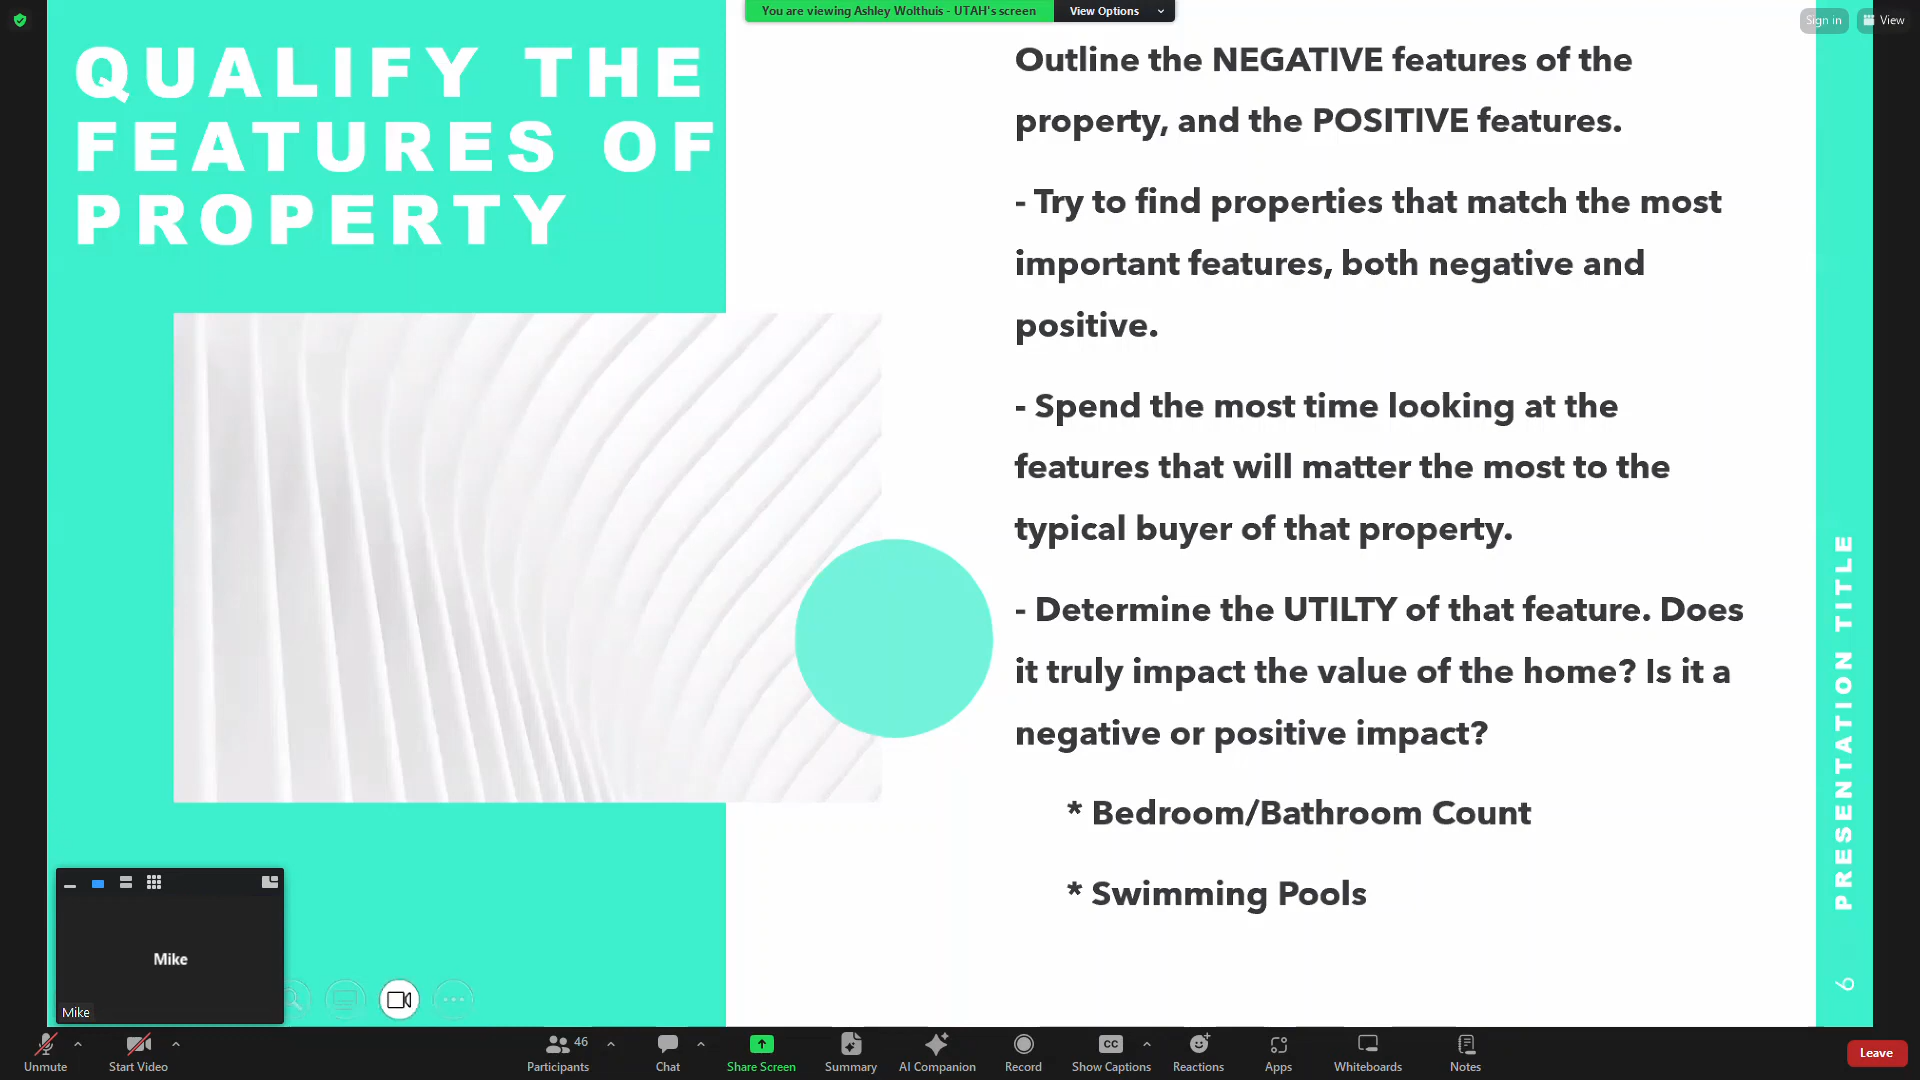 You are viewing Ashley Wolthuis - UTAH's screen
View Options
Sign in
View
QUALIFY THE
FEATURES OF
PROPERTY
Outline the NEGATIVE features of the
property, and the POSITIVE features.
- Try to find properties that match the most
important features, both negative and
positive.
- Spend the most time looking at the
features that will matter the most to the
typical buyer of that property.
- Determine the UTILTY of that feature. Does
it truly impact the value of the home? Is it a
negative or positive impact?
* Bedroom/Bathroom Count
* Swimming Pools
PRESENTATION TITLE
6
Mike
Mike
Unmute
Start Video
46
Participants
Chat
Share Screen
Summary
AI Companion
Record
CC
Show Captions
Reactions
Apps
Whiteboards
Notes
Leave